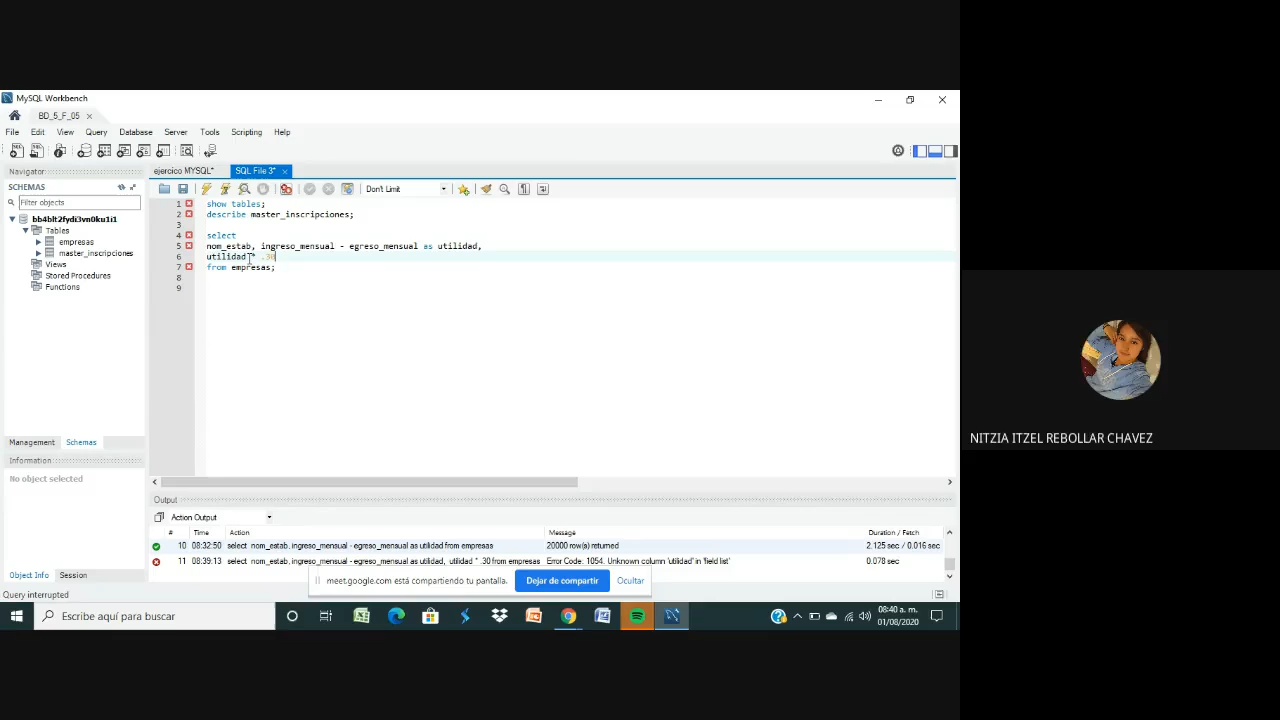 MySQL Workbench
BD_5_F_05
File Edit View Query Database Server Tools Scripting Help
Navigator
SCHEMAS
Filter objects
bb4blt2fydi3vn0ku1i1
Tables
empresas
master_inscripciones
Views
Stored Procedures
Functions
Management Schemas
Information
No object selected
Object Info Session
Query interrupted
ejercico MYSQL* SQL File 3*
Don't Limit
1 show tables;
2 describe master_inscripciones;
3
4 select
5 nom_estab, ingreso_mensual - egreso_mensual as utilidad,
6 utilidad * .30
7 from empresas;
8
9
Output
Action Output
# Time Action Message Duration / Fetch
10 08:32:50 select nom_estab, ingreso_mensual - egreso_mensual as utilidad from empresas 20000 row(s) returned 2.125 sec / 0.016 sec
11 08:39:13 select nom_estab, ingreso_mensual - egreso_mensual as utilidad, utilidad * .30 from empresas Error Code: 1054. Unknown column 'utilidad' in 'field list' 0.078 sec
meet.google.com está compartiendo tu pantalla. Dejar de compartir Ocultar
Escribe aquí para buscar
08:40 a. m.
01/08/2020
NITZIA ITZEL REBOLLAR CHAVEZ